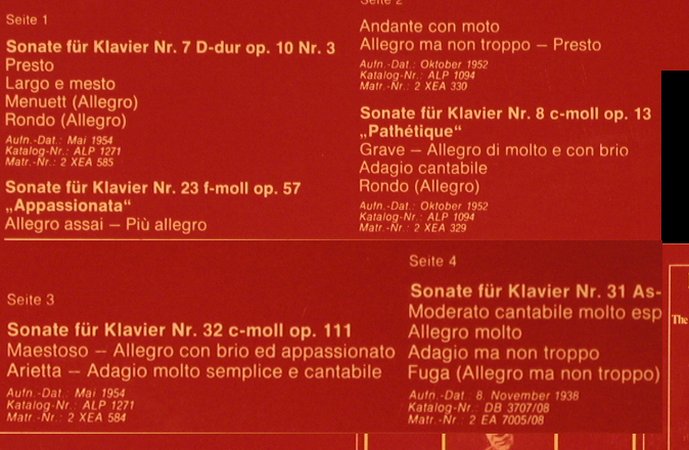 Seite 1
Sonate für Klavier Nr. 7 D-dur op. 10 Nr. 3
Presto
Largo e mesto
Menuett (Allegro)
Rondo (Allegro)
Aufn.-Dat.: Mai 1954
Katalog-Nr.: ALP 1271
Matr.-Nr.: 2 XEA 585
Sonate für Klavier Nr. 23 f-moll op. 57
„Appassionata“
Allegro assai – Più allegro
Seite 2
Andante con moto
Allegro ma non troppo – Presto
Aufn.-Dat.: Oktober 1952
Katalog-Nr.: ALP 1094
Matr.-Nr.: 2 XEA 330
Sonate für Klavier Nr. 8 c-moll op. 13
„Pathétique“
Grave – Allegro di molto e con brio
Adagio cantabile
Rondo (Allegro)
Aufn.-Dat.: Oktober 1952
Katalog-Nr.: ALP 1094
Matr.-Nr.: 2 XEA 329
Seite 3
Sonate für Klavier Nr. 32 c-moll op. 111
Maestoso – Allegro con brio ed appassionato
Arietta – Adagio molto semplice e cantabile
Aufn.-Dat.: Mai 1954
Katalog-Nr.: ALP 1271
Matr.-Nr.: 2 XEA 584
Seite 4
Sonate für Klavier Nr. 31 As-
Moderato cantabile molto esp
Allegro molto
Adagio ma non troppo
Fuga (Allegro ma non troppo)
Aufn.-Dat.: 8. November 1938
Katalog-Nr.: DB 3707/08
Matr.-Nr.: 2 EA 7005/08
The